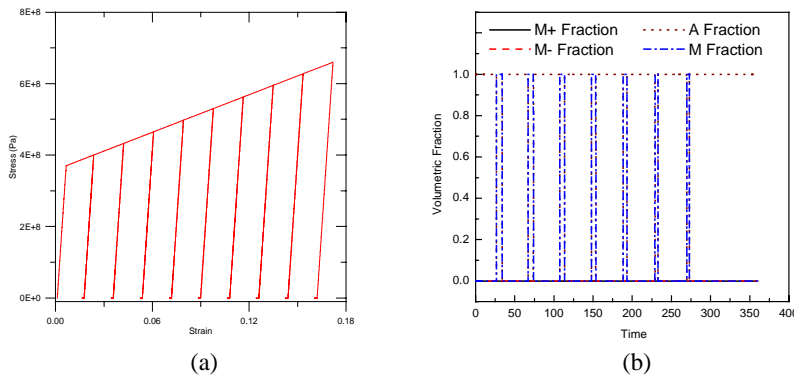 8E+8
6E+8
4E+8
2E+8
0E+0
Stress (Pa)
0.00 0.06 0.12 0.18
Strain
(a)
M+ Fraction A Fraction
M- Fraction M Fraction
1.0
0.8
0.6
0.4
0.2
0.0
Volumetric Fraction
0 50 100 150 200 250 300 350 400
Time
(b)